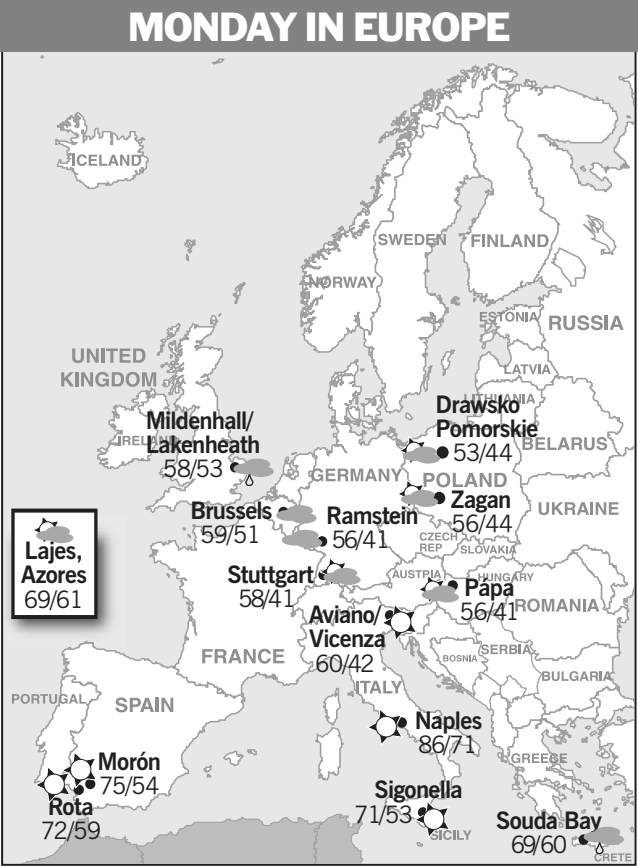 MONDAY IN EUROPE
ICELAND
SWEDEN
FINLAND
NORWAY
ESTONIA
RUSSIA
UNITED
KINGDOM
LATVIA
LITHUANIA
Drawsko
Pomorskie
53/44
Mildenhall/
Lakenheath
58/53
IRELAND
BELARUS
GERMANY
POLAND
Zagan
56/44
UKRAINE
Brussels
59/51
Ramstein
56/41
CZECH
REP
SLOVAKIA
Lajes,
Azores
69/61
Stuttgart
58/41
AUSTRIA
HUNGARY
Pápa
56/41
ROMANIA
Aviano/
Vicenza
60/42
FRANCE
BOSNIA
SERBIA
BULGARIA
ITALY
PORTUGAL
SPAIN
Naples
86/71
Morón
75/54
GREECE
Rota
72/59
Sigonella
71/53
SICILY
Souda Bay
69/60
CRETE